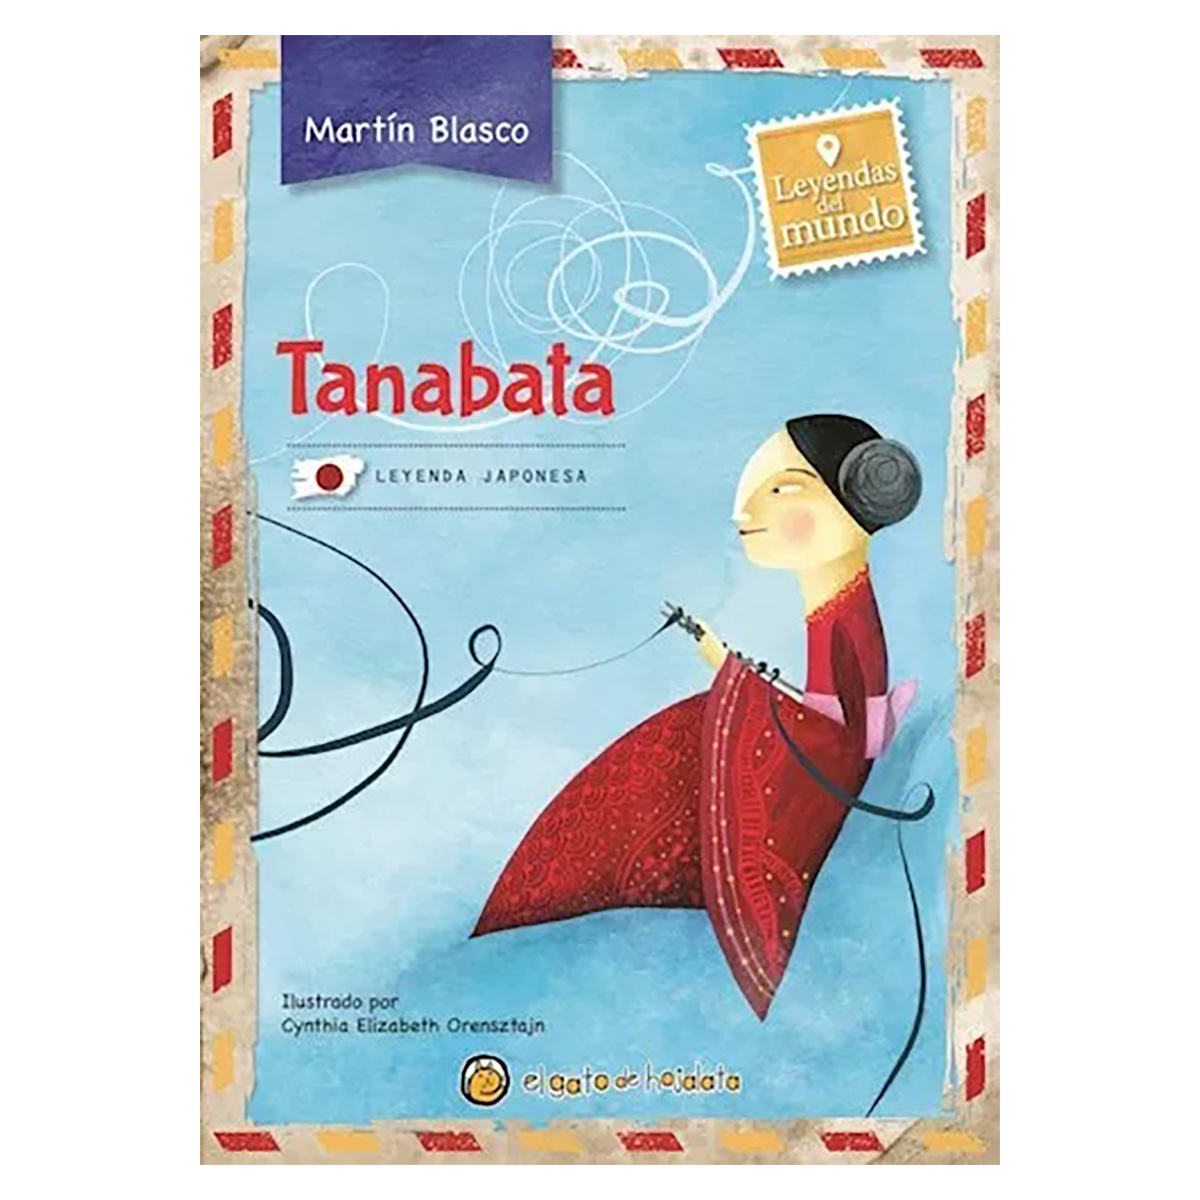 Martín Blasco
Leyendas
del
mundo
Tanabata
LEYENDA JAPONESA
Ilustrado por
Cynthia Elizabeth Orensztajn
el gato de hojalata